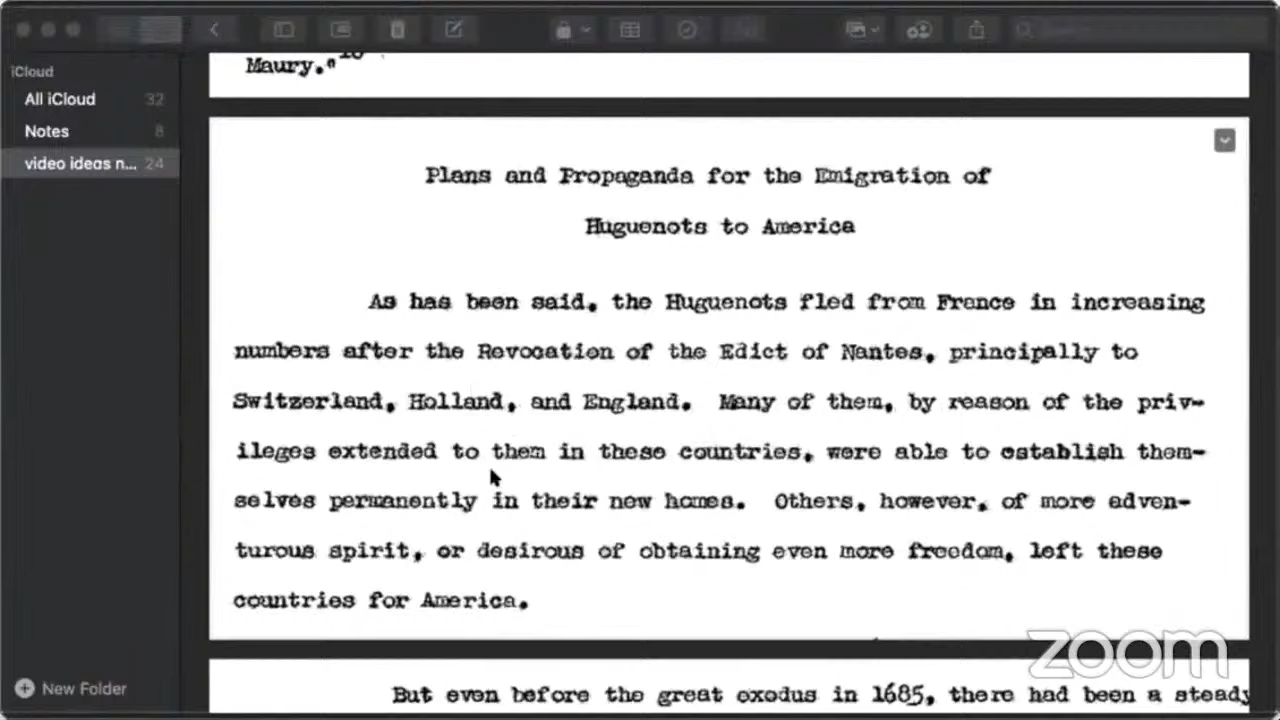 iCloud
All iCloud 32
Notes 8
video ideas n... 24
New Folder
Maury."
Plans and Propaganda for the Emigration of
Huguenots to America
As has been said, the Huguenots fled from France in increasing
numbers after the Revocation of the Edict of Nantes, principally to
Switzerland, Holland, and England. Many of them, by reason of the priv-
ileges extended to them in these countries, were able to establish them-
selves permanently in their new homes. Others, however, of more adven-
turous spirit, or desirous of obtaining even more freedom, left these
countries for America.
But even before the great exodus in 1685, there had been a steady
zoom